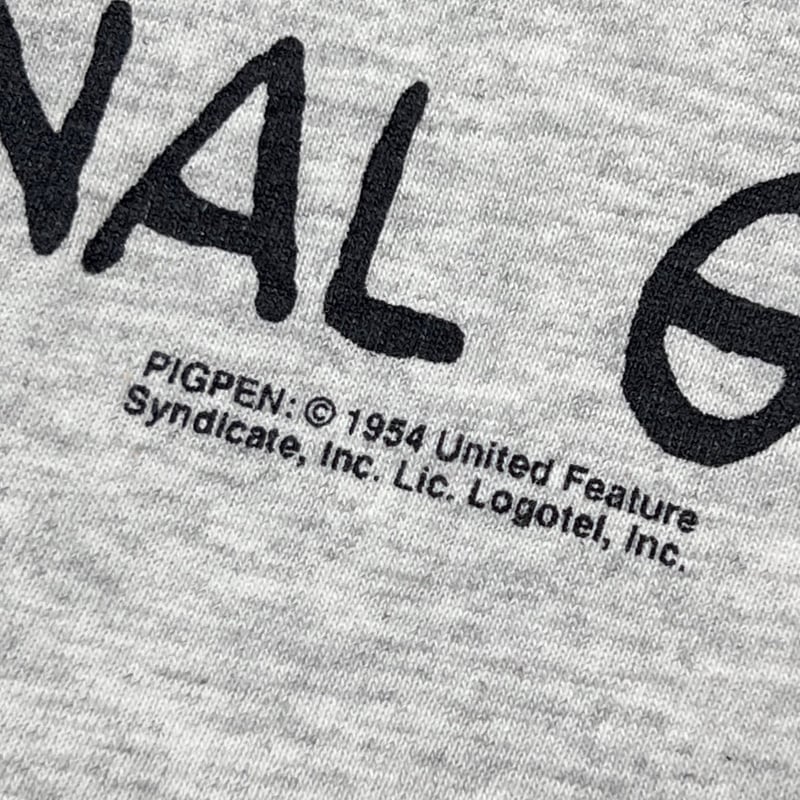 NAL G
PIGPEN: © 1954 United Feature
Syndicate, Inc. Lic. Logotel, Inc.